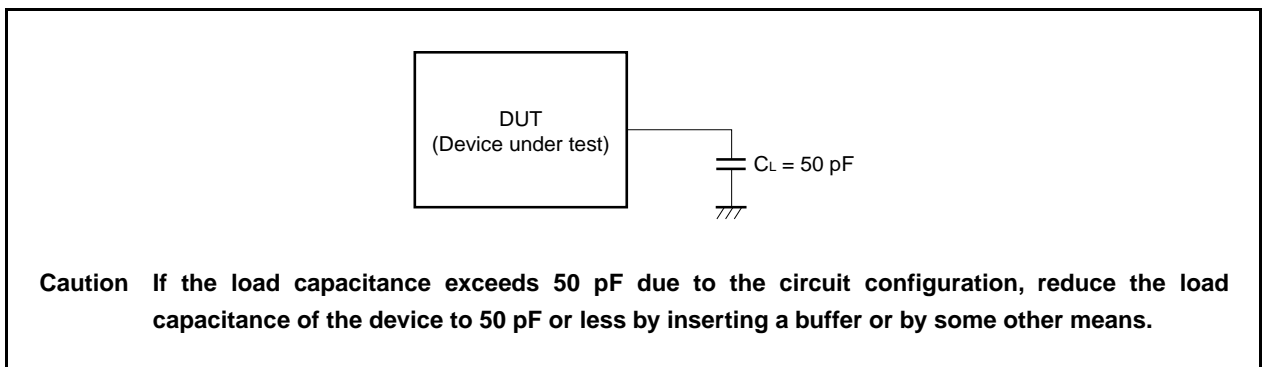 DUT
(Device under test)
CL = 50 pF
Caution If the load capacitance exceeds 50 pF due to the circuit configuration, reduce the load
capacitance of the device to 50 pF or less by inserting a buffer or by some other means.